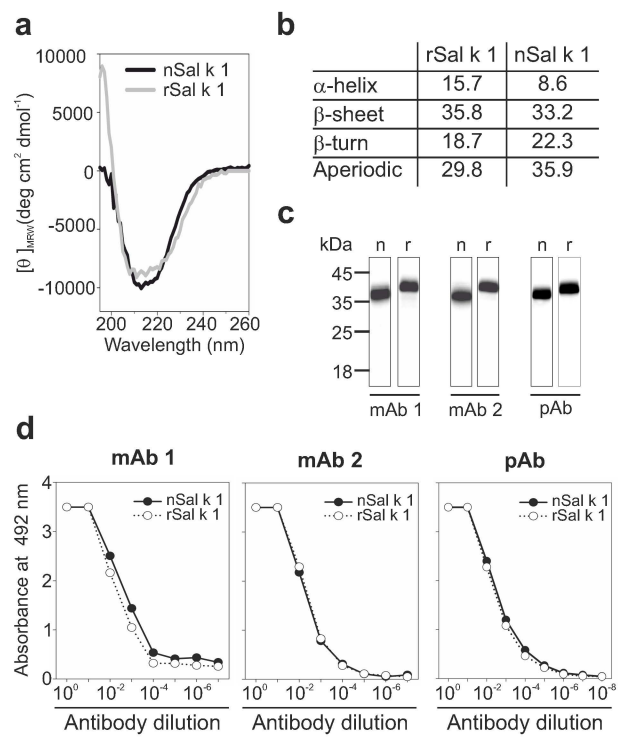 a
10000
5000
0
-5000
-10000
[θ]MRW(deg cm² dmol⁻¹)
nSal k 1
rSal k 1
200 220 240 260
Wavelength (nm)
b
rSal k 1 nSal k 1
α-helix 15.7 8.6
β-sheet 35.8 33.2
β-turn 18.7 22.3
Aperiodic 29.8 35.9
c
kDa n r n r n r
45
35
25
18
mAb 1 mAb 2 pAb
d
mAb 1 mAb 2 pAb
Absorbance at 492 nm
4
3
2
1
0
nSal k 1
rSal k 1
nSal k 1
rSal k 1
nSal k 1
rSal k 1
10⁰ 10⁻² 10⁻⁴ 10⁻⁶
10⁰ 10⁻² 10⁻⁴ 10⁻⁶
10⁰ 10⁻² 10⁻⁴ 10⁻⁶ 10⁻⁸
Antibody dilution Antibody dilution Antibody dilution